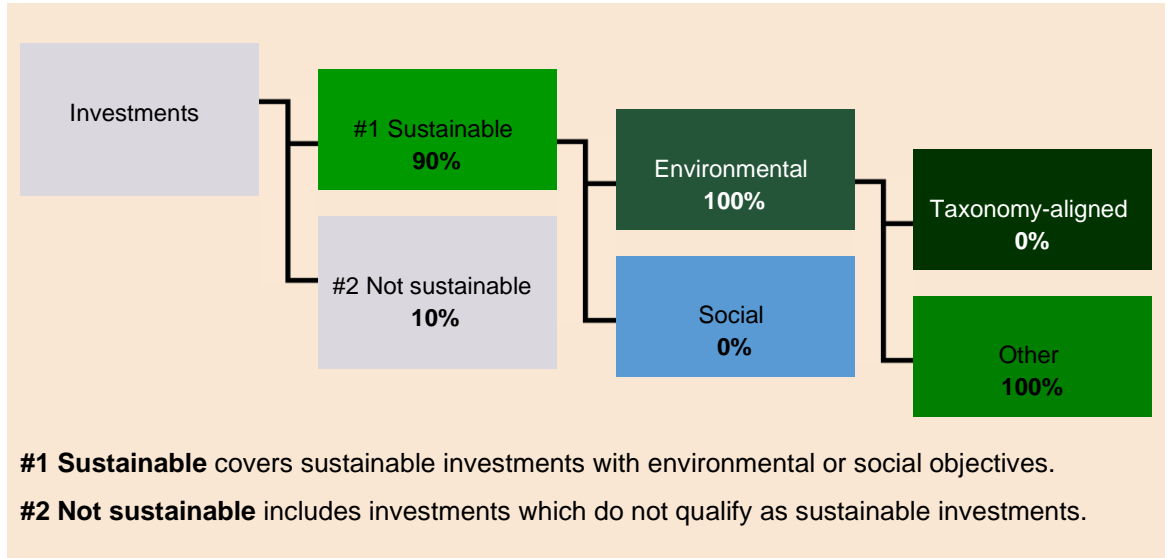 Investments
#1 Sustainable
90%
#2 Not sustainable
10%
Environmental
100%
Social
0%
Taxonomy-aligned
0%
Other
100%
#1 Sustainable covers sustainable investments with environmental or social objectives.
#2 Not sustainable includes investments which do not qualify as sustainable investments.